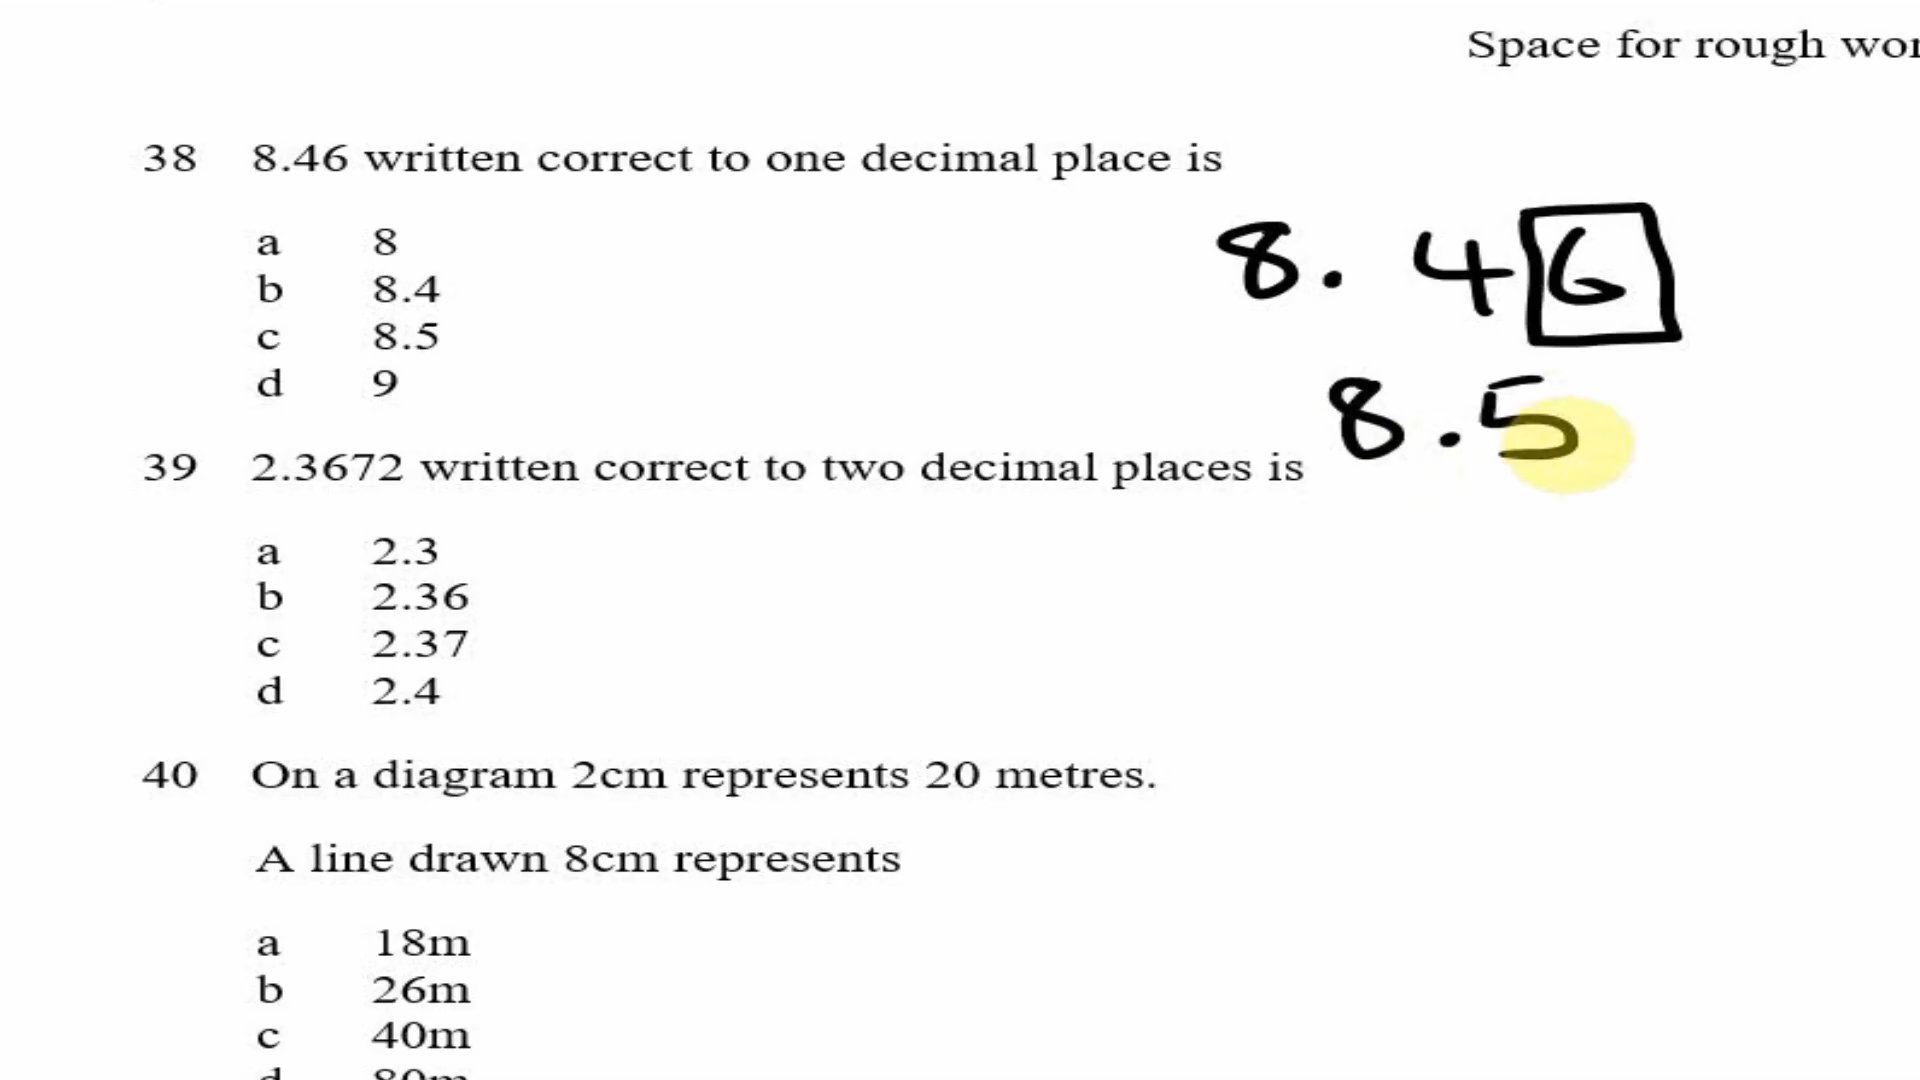 Space for rough wor
38 8.46 written correct to one decimal place is
a 8
b 8.4
c 8.5
d 9
8.46
8.5
39 2.3672 written correct to two decimal places is
a 2.3
b 2.36
c 2.37
d 2.4
40 On a diagram 2cm represents 20 metres.
A line drawn 8cm represents
a 18m
b 26m
c 40m
d 80m